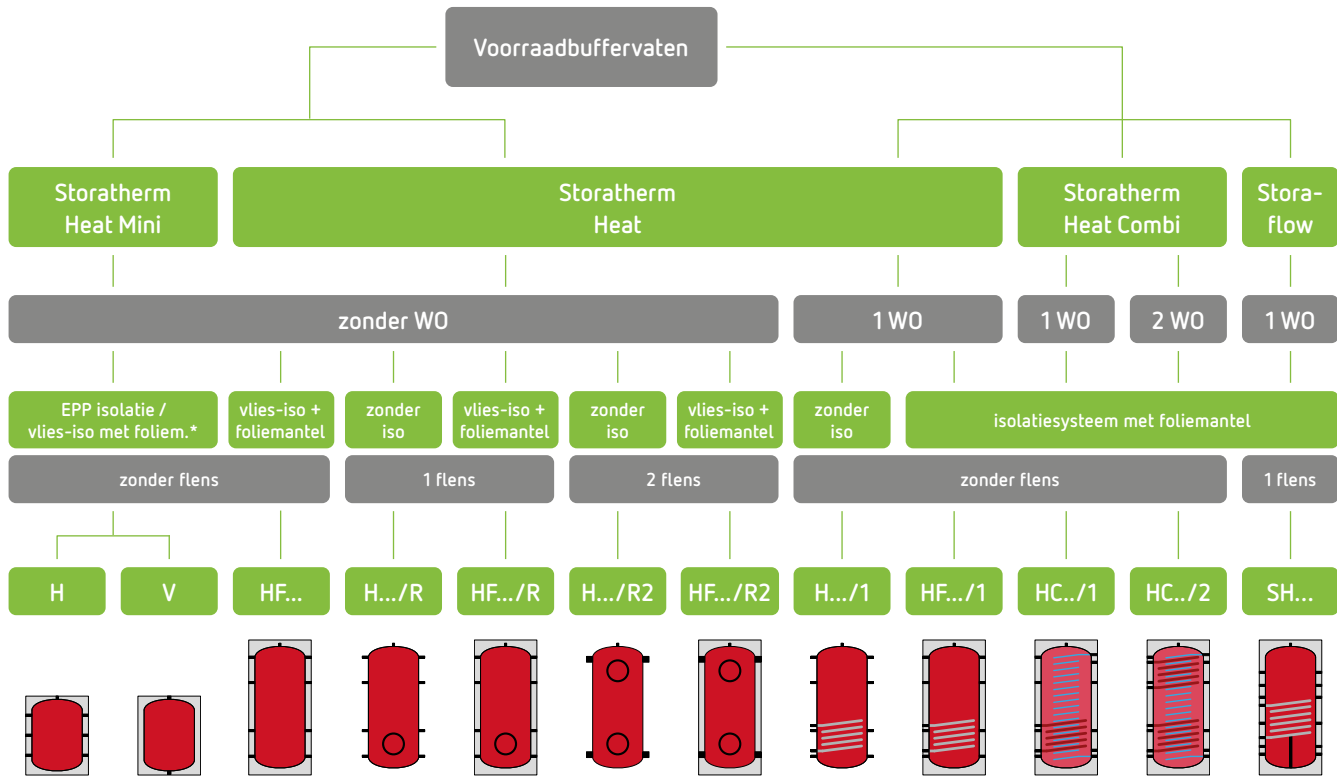 Voorraadbuffervaten
Storatherm
Heat Mini
Storatherm
Heat
Storatherm
Heat Combi
Stora-
flow
zonder WO
1 WO
1 WO
2 WO
1 WO
EPP isolatie /
vlies-iso met foliem.*
vlies-iso +
foliemantel
zonder
iso
vlies-iso +
foliemantel
zonder
iso
vlies-iso +
foliemantel
zonder
iso
isolatiesysteem met foliemantel
zonder flens
1 flens
2 flens
zonder flens
1 flens
H
V
HF...
H.../R
HF.../R
H.../R2
HF.../R2
H.../1
HF.../1
HC../1
HC../2
SH...